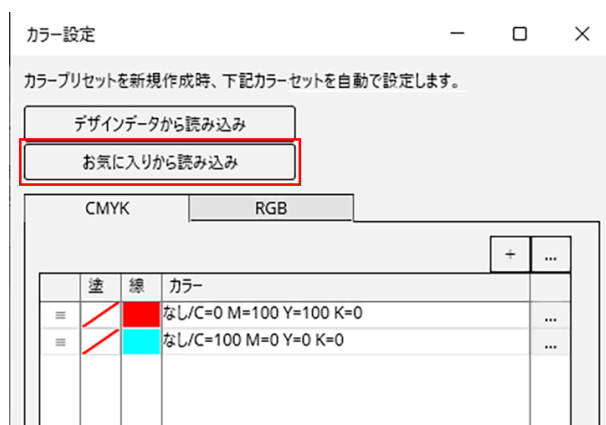 カラー設定
カラープリセットを新規作成時、下記カラーセットを自動で設定します。
デザインデータから読み込み
お気に入りから読み込み
CMYK RGB
+ ...
塗 線 カラー
なし/C=0 M=100 Y=100 K=0 ...
なし/C=100 M=0 Y=0 K=0 ...